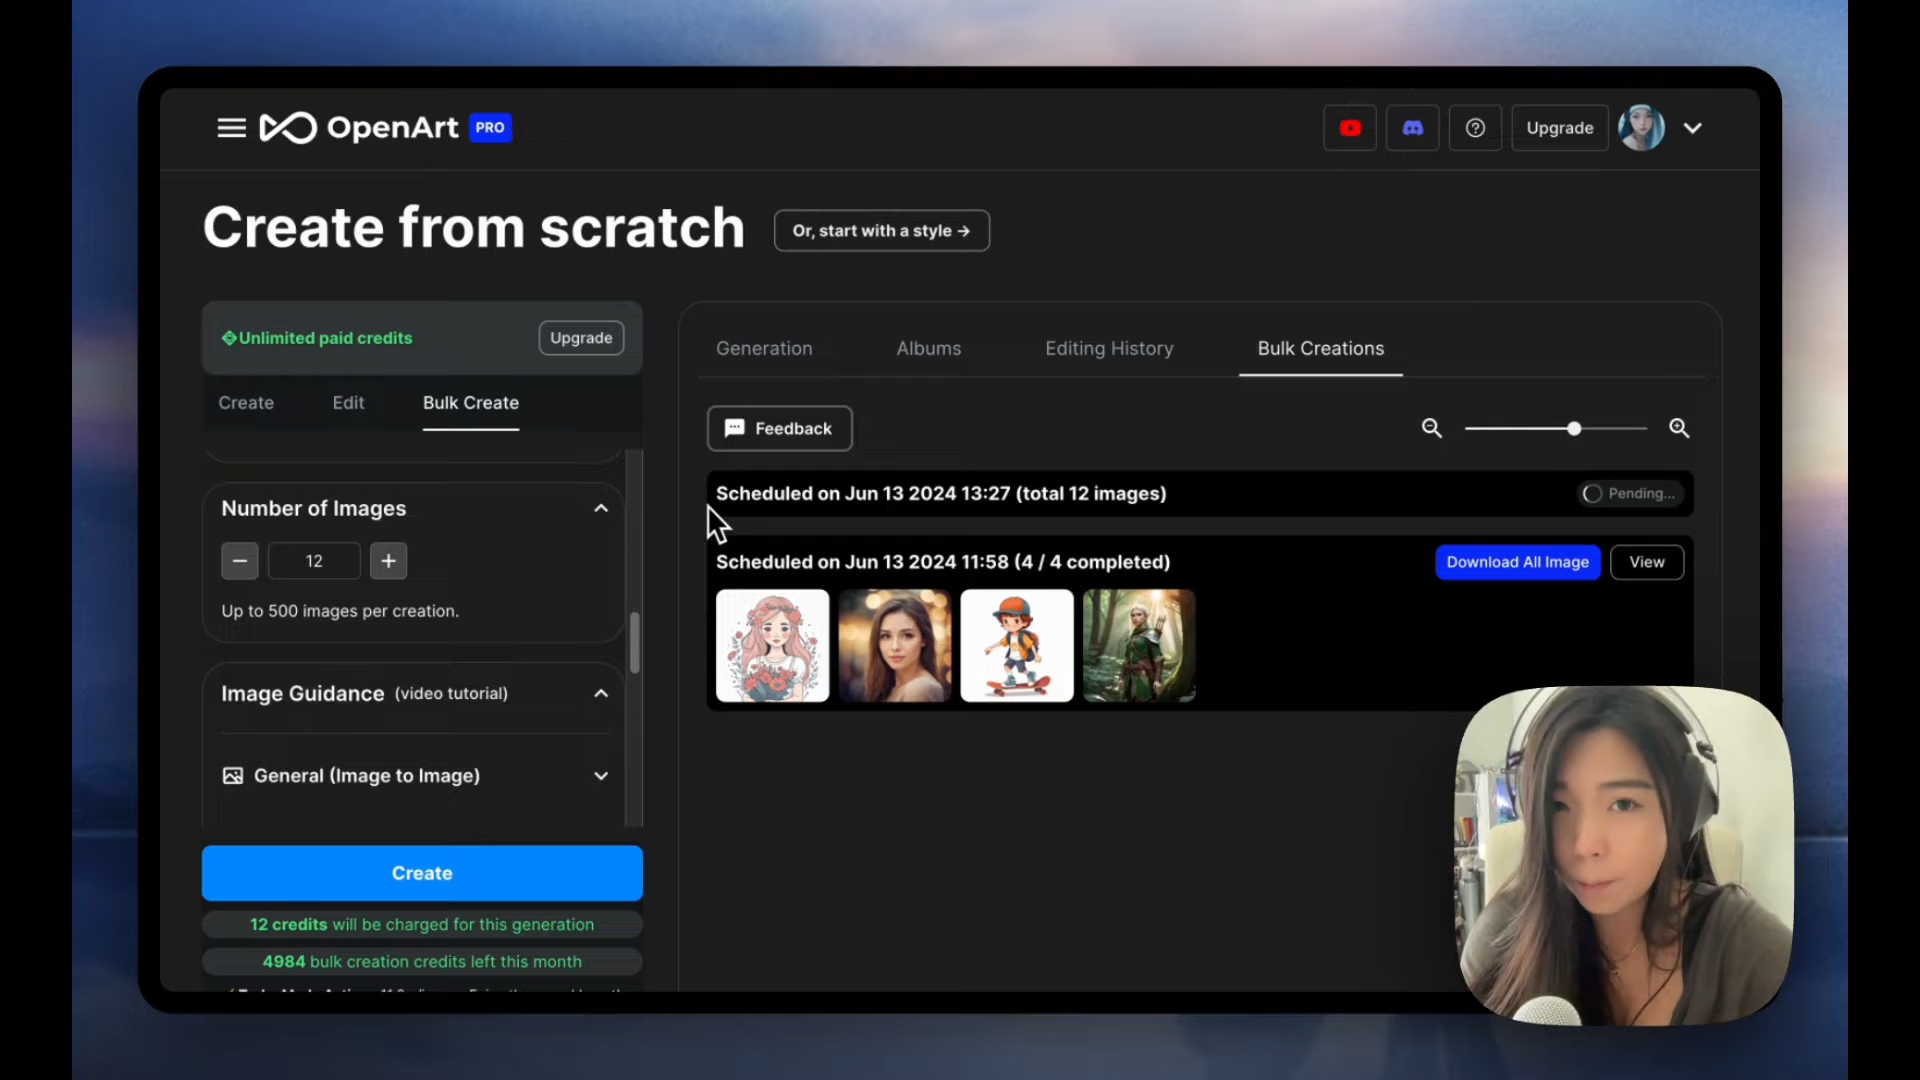 OpenArt PRO
Upgrade
Create from scratch
Or, start with a style →
Unlimited paid credits
Upgrade
Create
Edit
Bulk Create
Number of Images
12
Up to 500 images per creation.
Image Guidance (video tutorial)
General (Image to Image)
Create
12 credits will be charged for this generation
4984 bulk creation credits left this month
Generation
Albums
Editing History
Bulk Creations
Feedback
Scheduled on Jun 13 2024 13:27 (total 12 images)
Pending...
Scheduled on Jun 13 2024 11:58 (4 / 4 completed)
Download All Image
View